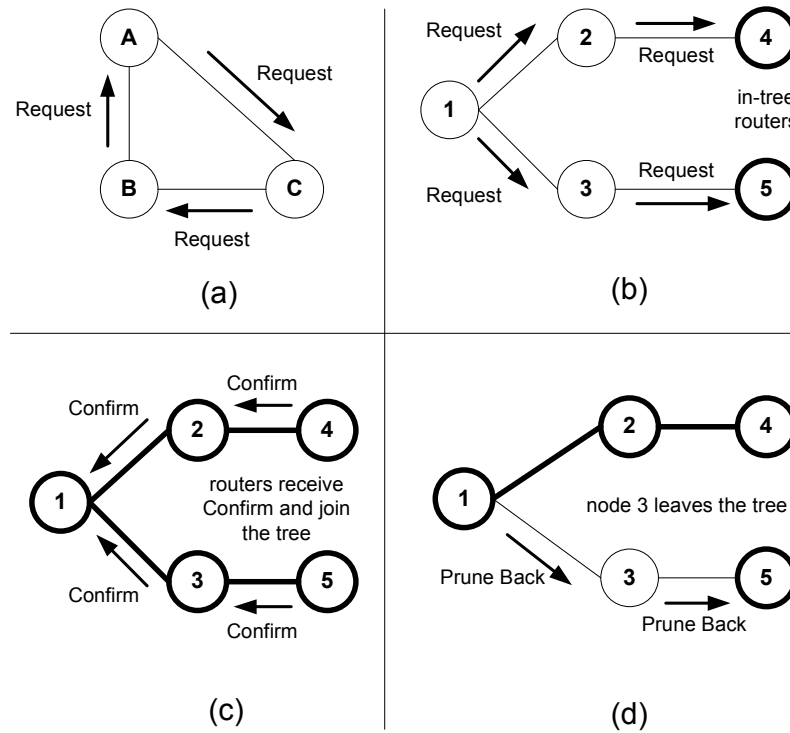 A
Request
Request
B
C
Request
(a)
Request
2
Request
4
1
in-tree
routers
Request
3
Request
5
(b)
Confirm
Confirm
2
4
1
routers receive
Confirm and join
the tree
Confirm
3
5
Confirm
(c)
2
4
1
node 3 leaves the tree
Prune Back
3
5
Prune Back
(d)